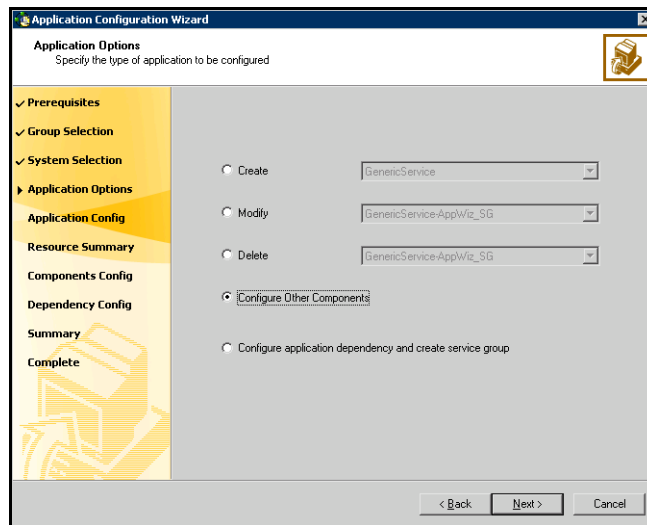 Application Configuration Wizard
Application Options
Specify the type of application to be configured
Prerequisites
Group Selection
System Selection
Application Options
Application Config
Resource Summary
Components Config
Dependency Config
Summary
Complete
Create
GenericService
Modify
GenericService-AppWiz_SG
Delete
GenericService-AppWiz_SG
Configure Other Components
Configure application dependency and create service group
< Back
Next >
Cancel